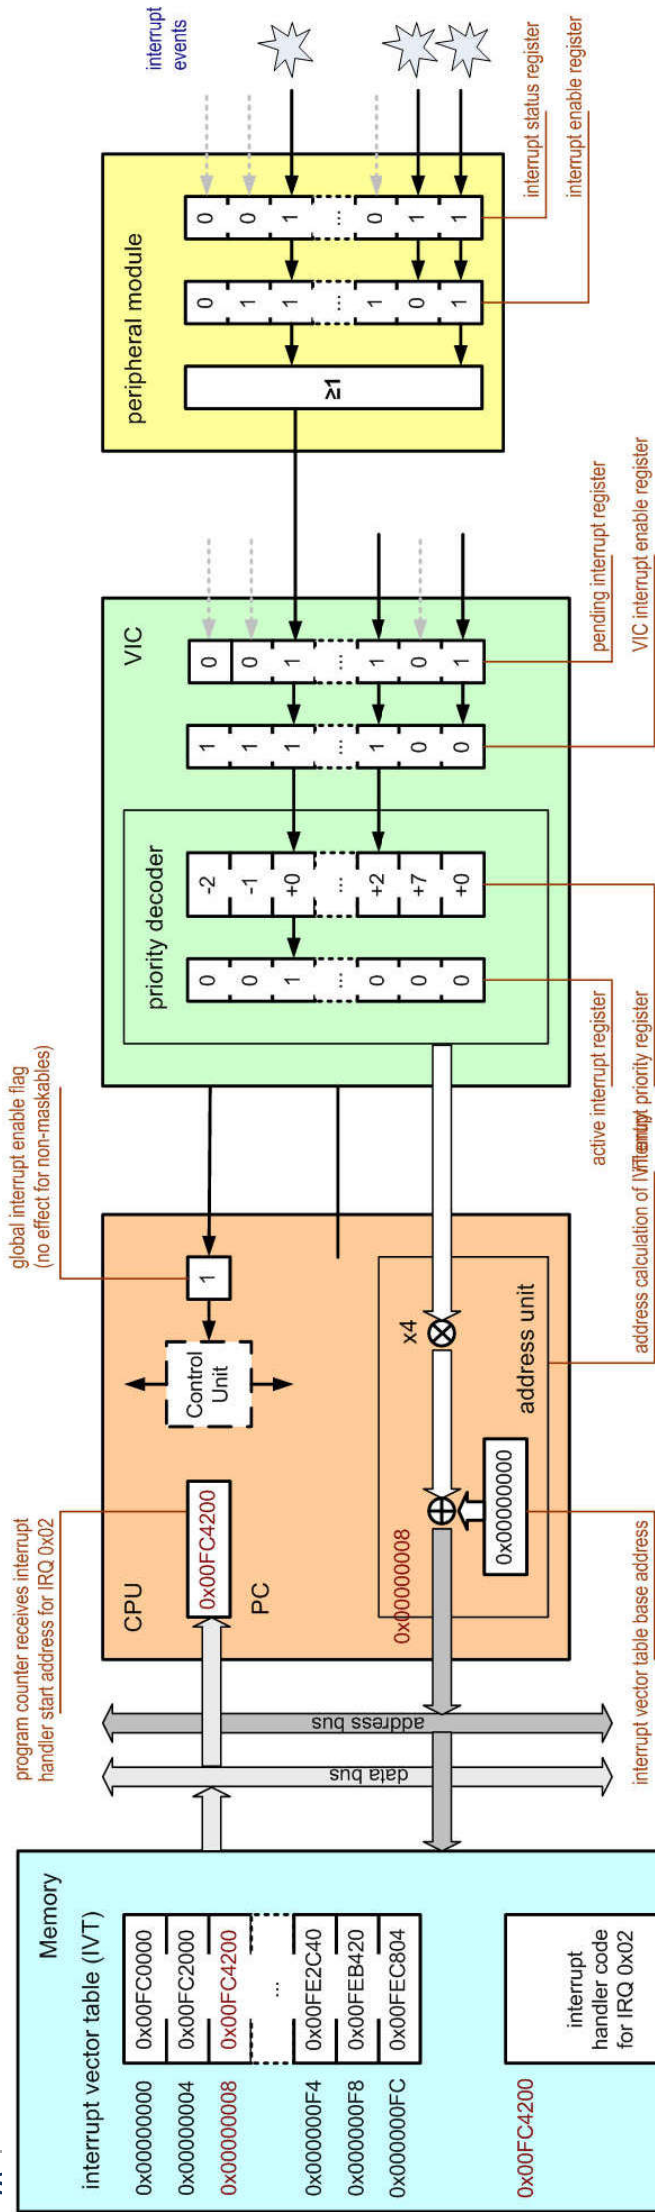 Memory
interrupt vector table (IVT)
0x00000000
0x00FC0000
0x00000004
0x00FC2000
0x00000008
0x00FC4200
...
0x000000F4
0x00FE2C40
0x000000F8
0x00FEB420
0x000000FC
0x00FEC804
0x00FC4200
interrupt
handler code
for IRQ 0x02
data bus
address bus
program counter receives interrupt
handler start address for IRQ 0x02
CPU
0x00FC4200
PC
Control
Unit
1
global interrupt enable flag
(no effect for non-maskables)
0x00000008
x4
0x00000000
address unit
interrupt vector table base address
address calculation of IVT entry
VIC
priority decoder
0
0
1
...
0
0
0
-2
-1
+0
...
+2
+7
+0
1
1
1
...
1
0
0
0
0
1
...
1
0
1
active interrupt register
interrupt priority register
pending interrupt register
VIC interrupt enable register
peripheral module
≥1
0
1
1
...
1
0
1
0
0
1
...
0
1
1
interrupt
events
interrupt status register
interrupt enable register